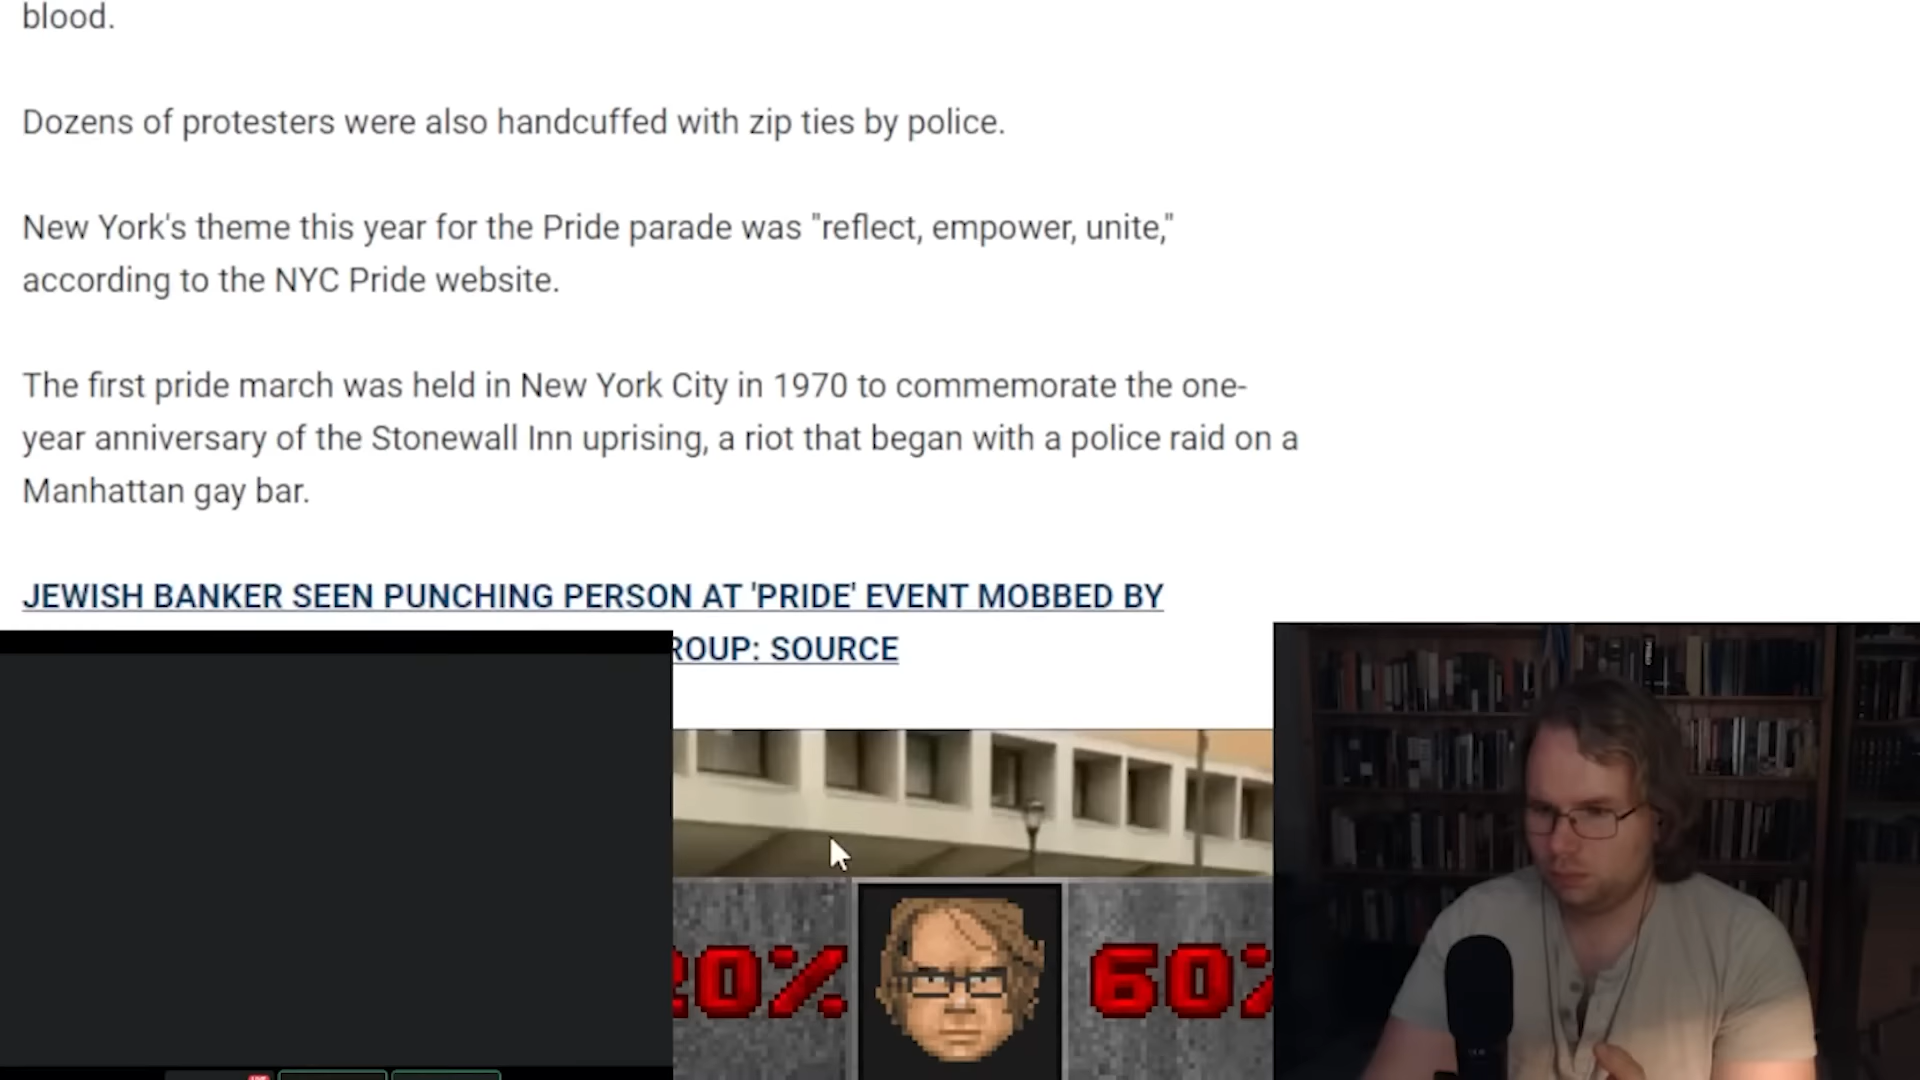 blood.
Dozens of protesters were also handcuffed with zip ties by police.
New York's theme this year for the Pride parade was "reflect, empower, unite,"
according to the NYC Pride website.
The first pride march was held in New York City in 1970 to commemorate the one-
year anniversary of the Stonewall Inn uprising, a riot that began with a police raid on a
Manhattan gay bar.
JEWISH BANKER SEEN PUNCHING PERSON AT 'PRIDE' EVENT MOBBED BY
ROUP: SOURCE
20% 60%
LIVE